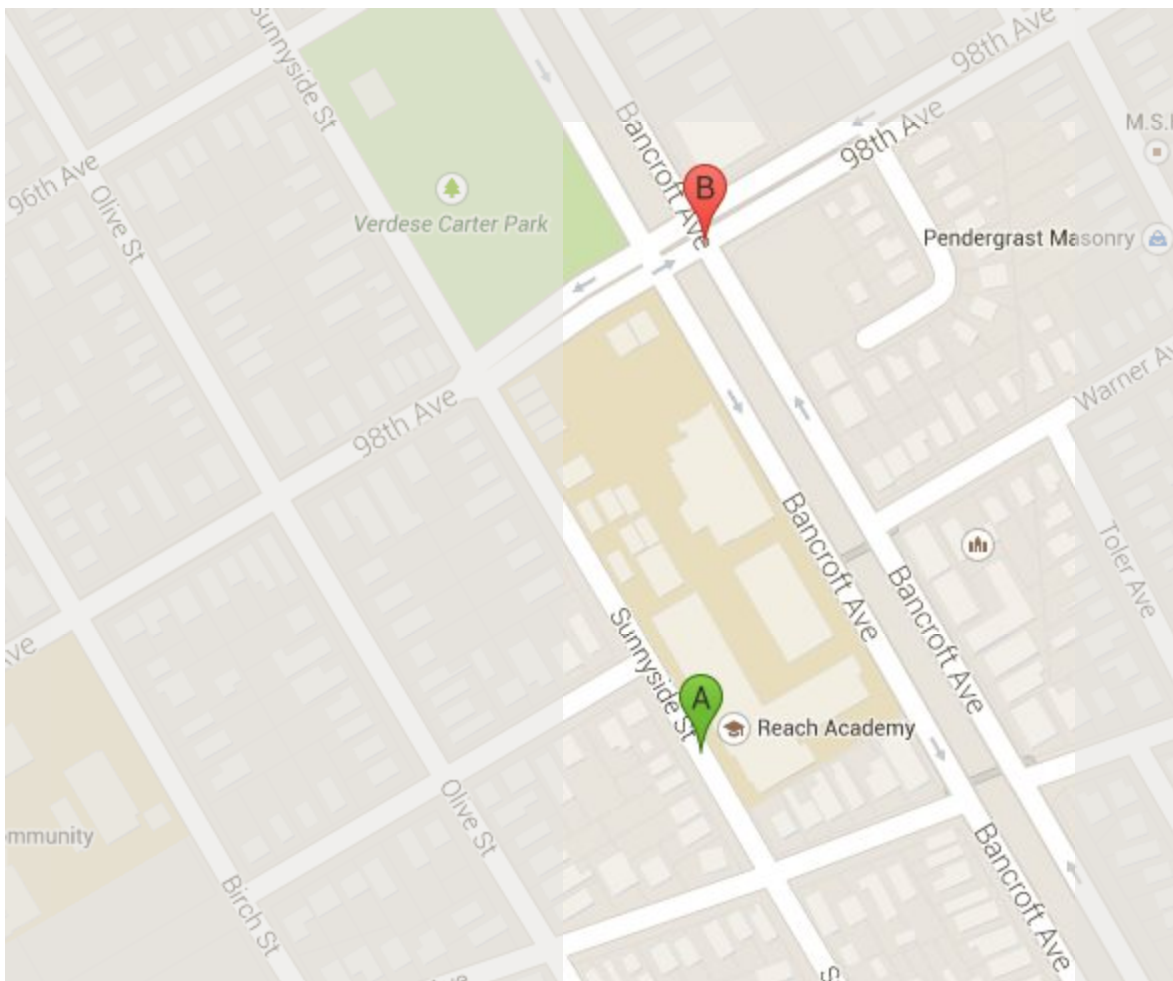 Sunnyside St
98th Ave
Bancroft Ave
98th Ave
M.S.
96th Ave
B
Olive St
Verdese Carter Park
Pendergrast Masonry
Warner Av
98th Ave
Bancroft Ave
Toler Ave
Bancroft Ave
Sunnyside St
Ave
A
Reach Academy
Olive St
ommunity
Bancroft Ave
Birch St
S